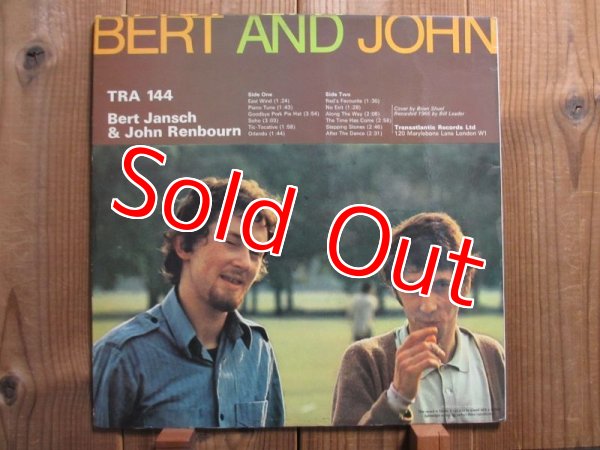 BERT AND JOHN
TRA 144
Bert Jansch
& John Renbourn
Side One
East Wind (1:24)
Piano Tune (1:43)
Goodbye Pork Pie Hat (3:54)
Soho (3:03)
Tic-Tocative (1:58)
Orlando (1:44)
Side Two
Red's Favourite (1:30)
No Exit (1:28)
Along The Way (2:08)
The Time Has Come (2:58)
Stepping Stones (2:46)
After The Dance (2:31)
Cover by Brian Shuel
Recorded 1966 by Bill Leader
Transatlantic Records Ltd
120 Marylebone Lane London W1
Sold Out